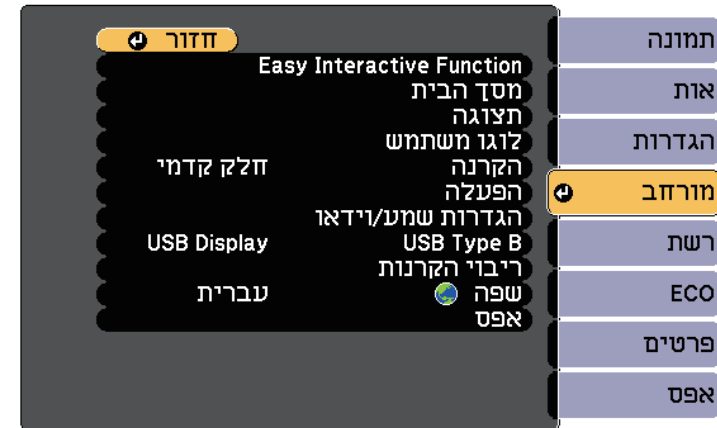 תמונה
אות
הגדרות
מורחב
רשת
ECO
פרטים
אפס
חזור
Easy Interactive Function
מסך הבית
תצוגה
לוגו משתמש
הקרנה חלק קדמי
הפעלה
הגדרות שמע/וידאו
USB Type B USB Display
ריבוי הקרנות
שפה עברית
אפס